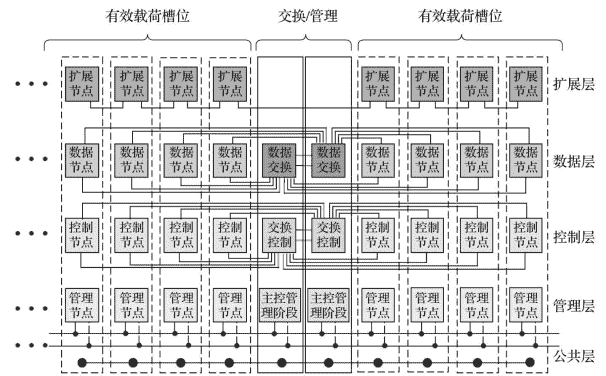 有效载荷槽位 交换/管理 有效载荷槽位
扩展节点 扩展节点 扩展节点 扩展节点 扩展节点 扩展节点 扩展节点 扩展节点 扩展层
数据节点 数据节点 数据节点 数据节点 数据交换 数据交换 数据节点 数据节点 数据节点 数据节点 数据层
控制节点 控制节点 控制节点 控制节点 交换控制 交换控制 控制节点 控制节点 控制节点 控制节点 控制层
管理节点 管理节点 管理节点 管理节点 主控管理阶段 主控管理阶段 管理节点 管理节点 管理节点 管理节点 管理层
公共层